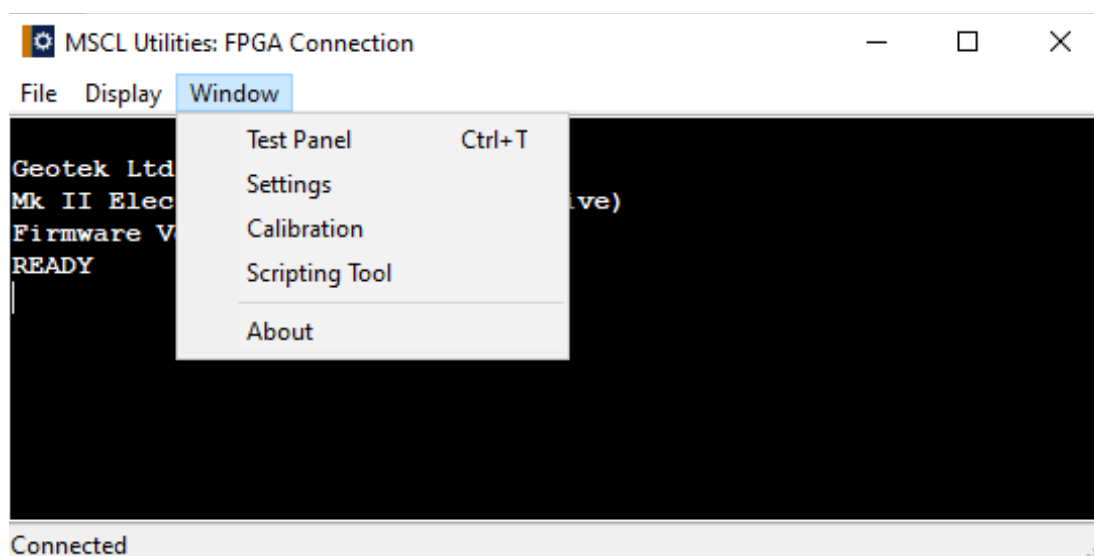 MSCL Utilities: FPGA Connection
File Display Window
Test Panel Ctrl+T
Geotek Ltd
Settings
Mk II Elec ive)
Calibration
Firmware V
READY
Scripting Tool
About
Connected